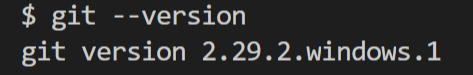 $ git --version
git version 2.29.2.windows.1